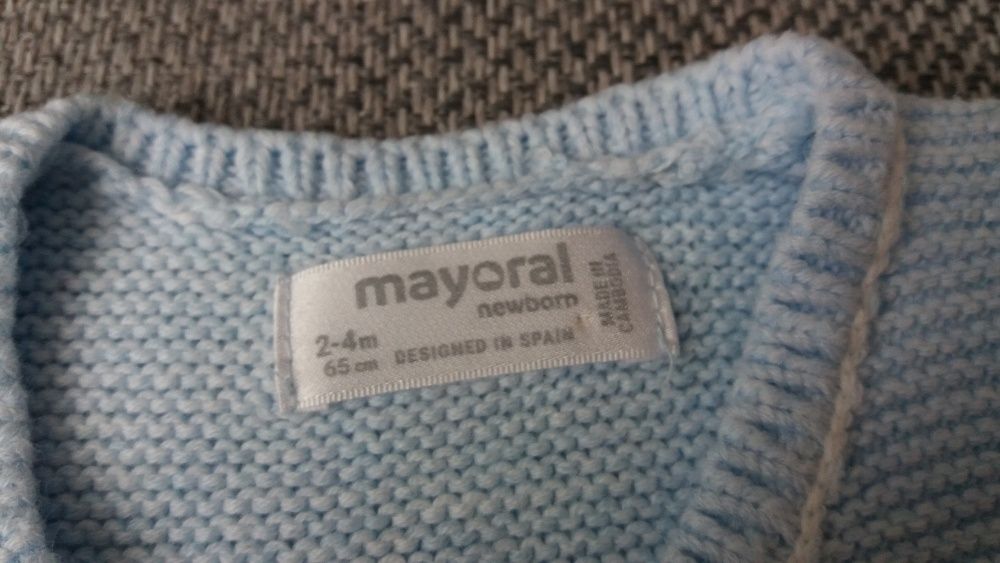 mayoral
newborn
2-4m
65 cm
DESIGNED IN SPAIN
MADE IN
CAMBODIA